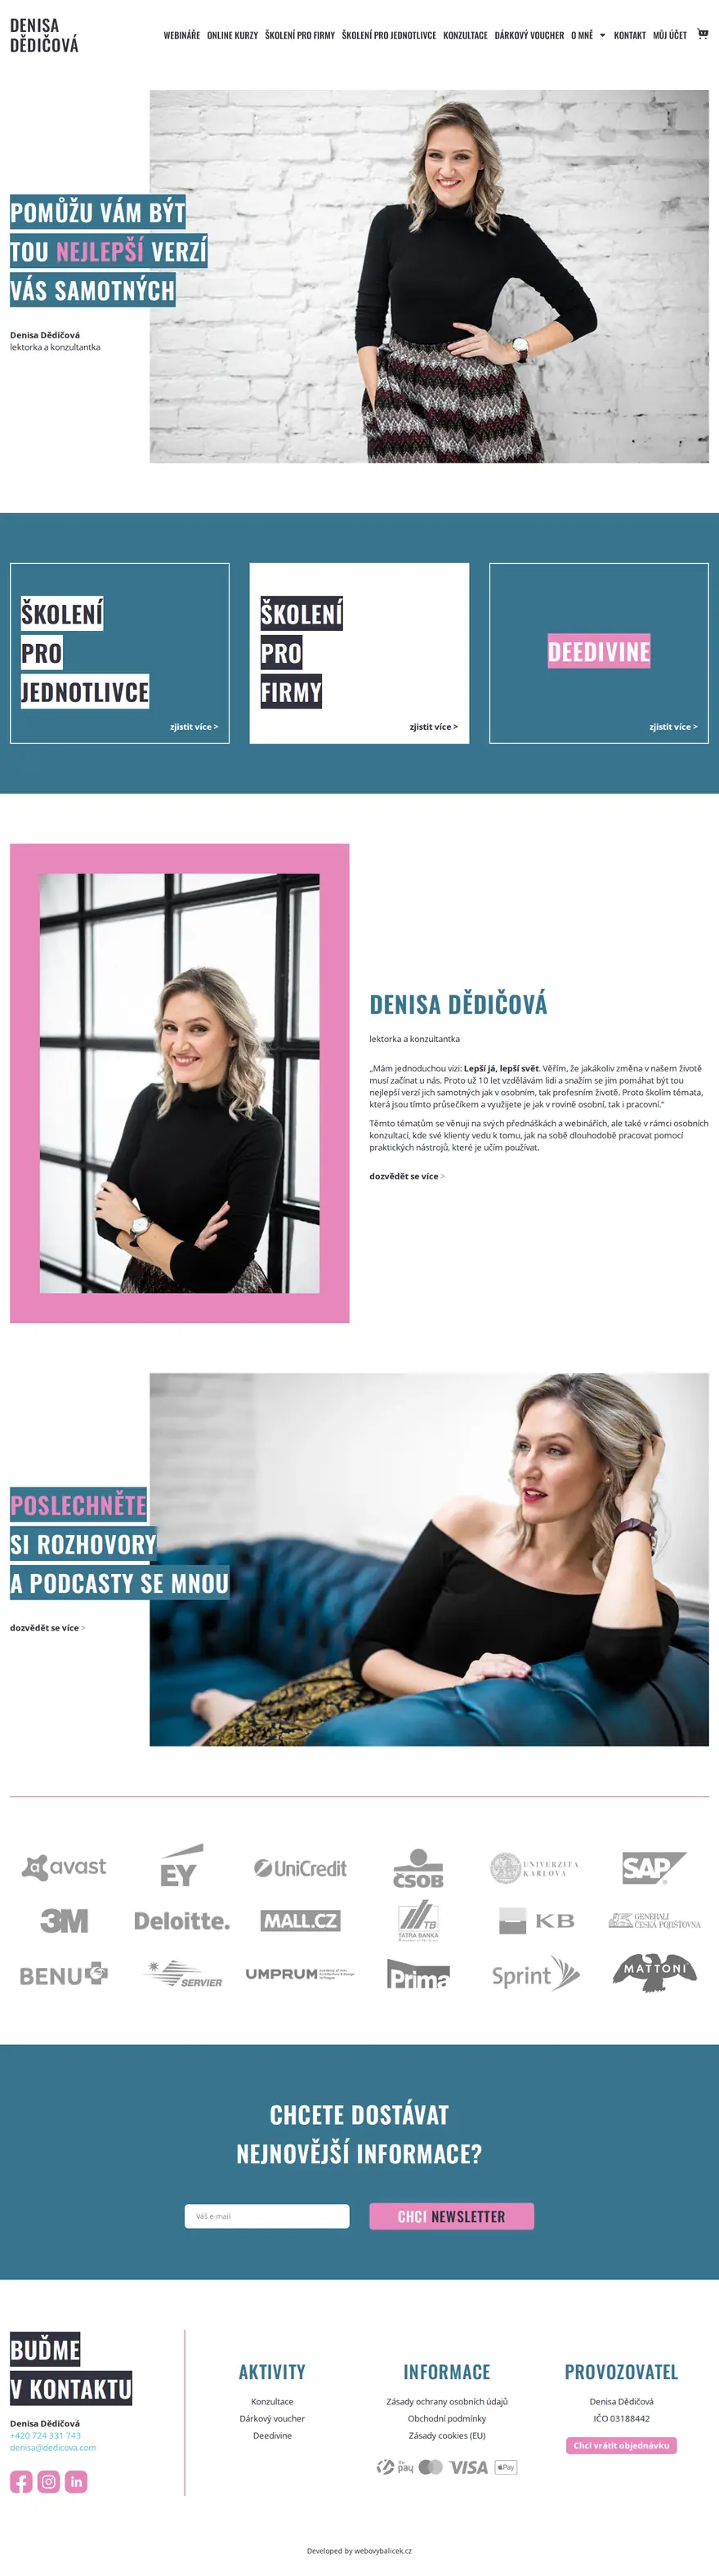 DENISA
DĚDIČOVÁ
WEBINÁŘE ONLINE KURZY ŠKOLENÍ PRO FIRMY ŠKOLENÍ PRO JEDNOTLIVCE KONZULTACE DÁRKOVÝ VOUCHER O MNĚ KONTAKT MŮJ ÚČET
POMŮŽU VÁM BÝT
TOU NEJLEPŠÍ VERZÍ
VÁS SAMOTNÝCH
Denisa Dědičová
lektorka a konzultantka
ŠKOLENÍ
PRO
JEDNOTLIVCE
zjistit více >
ŠKOLENÍ
PRO
FIRMY
zjistit více >
DEEDIVINE
zjistit více >
DENISA DĚDIČOVÁ
lektorka a konzultantka
„Mám jednoduchou vizi: Lepší já, lepší svět. Věřím, že jakákoliv změna v našem životě
musí začínat u nás. Proto už 10 let vzdělávám lidi a snažím se jim pomáhat být tou
nejlepší verzí jich samotných jak v osobním, tak profesním životě. Proto školím témata,
která jsou tímto průsečíkem a využijete je jak v rovině osobní, tak i pracovní.“
Těmto tématům se věnuji na svých přednáškách a webinářích, ale také v rámci osobních
konzultací, kde své klienty vedu k tomu, jak na sobě dlouhodobě pracovat pomocí
praktických nástrojů, které je učím používat.
dozvědět se více >
POSLECHNĚTE
SI ROZHOVORY
A PODCASTY SE MNOU
dozvědět se více >
avast EY UniCredit ČSOB UNIVERZITA KARLOVA SAP
3M Deloitte. MALL.CZ TB TATRA BANKA KB GENERALI ČESKÁ POJIŠŤOVNA
BENU SERVIER UMPRUM Prima Sprint MATTONI
CHCETE DOSTÁVAT
NEJNOVĚJŠÍ INFORMACE?
Váš e-mail
CHCI NEWSLETTER
BUĎME
V KONTAKTU
Denisa Dědičová
+420 724 331 743
denisa@dedicova.com
AKTIVITY
Konzultace
Dárkový voucher
Deedivine
INFORMACE
Zásady ochrany osobních údajů
Obchodní podmínky
Zásady cookies (EU)
the pay VISA Pay
PROVOZOVATEL
Denisa Dědičová
IČO 03188442
Chci vrátit objednávku
Developed by webovybalicek.cz